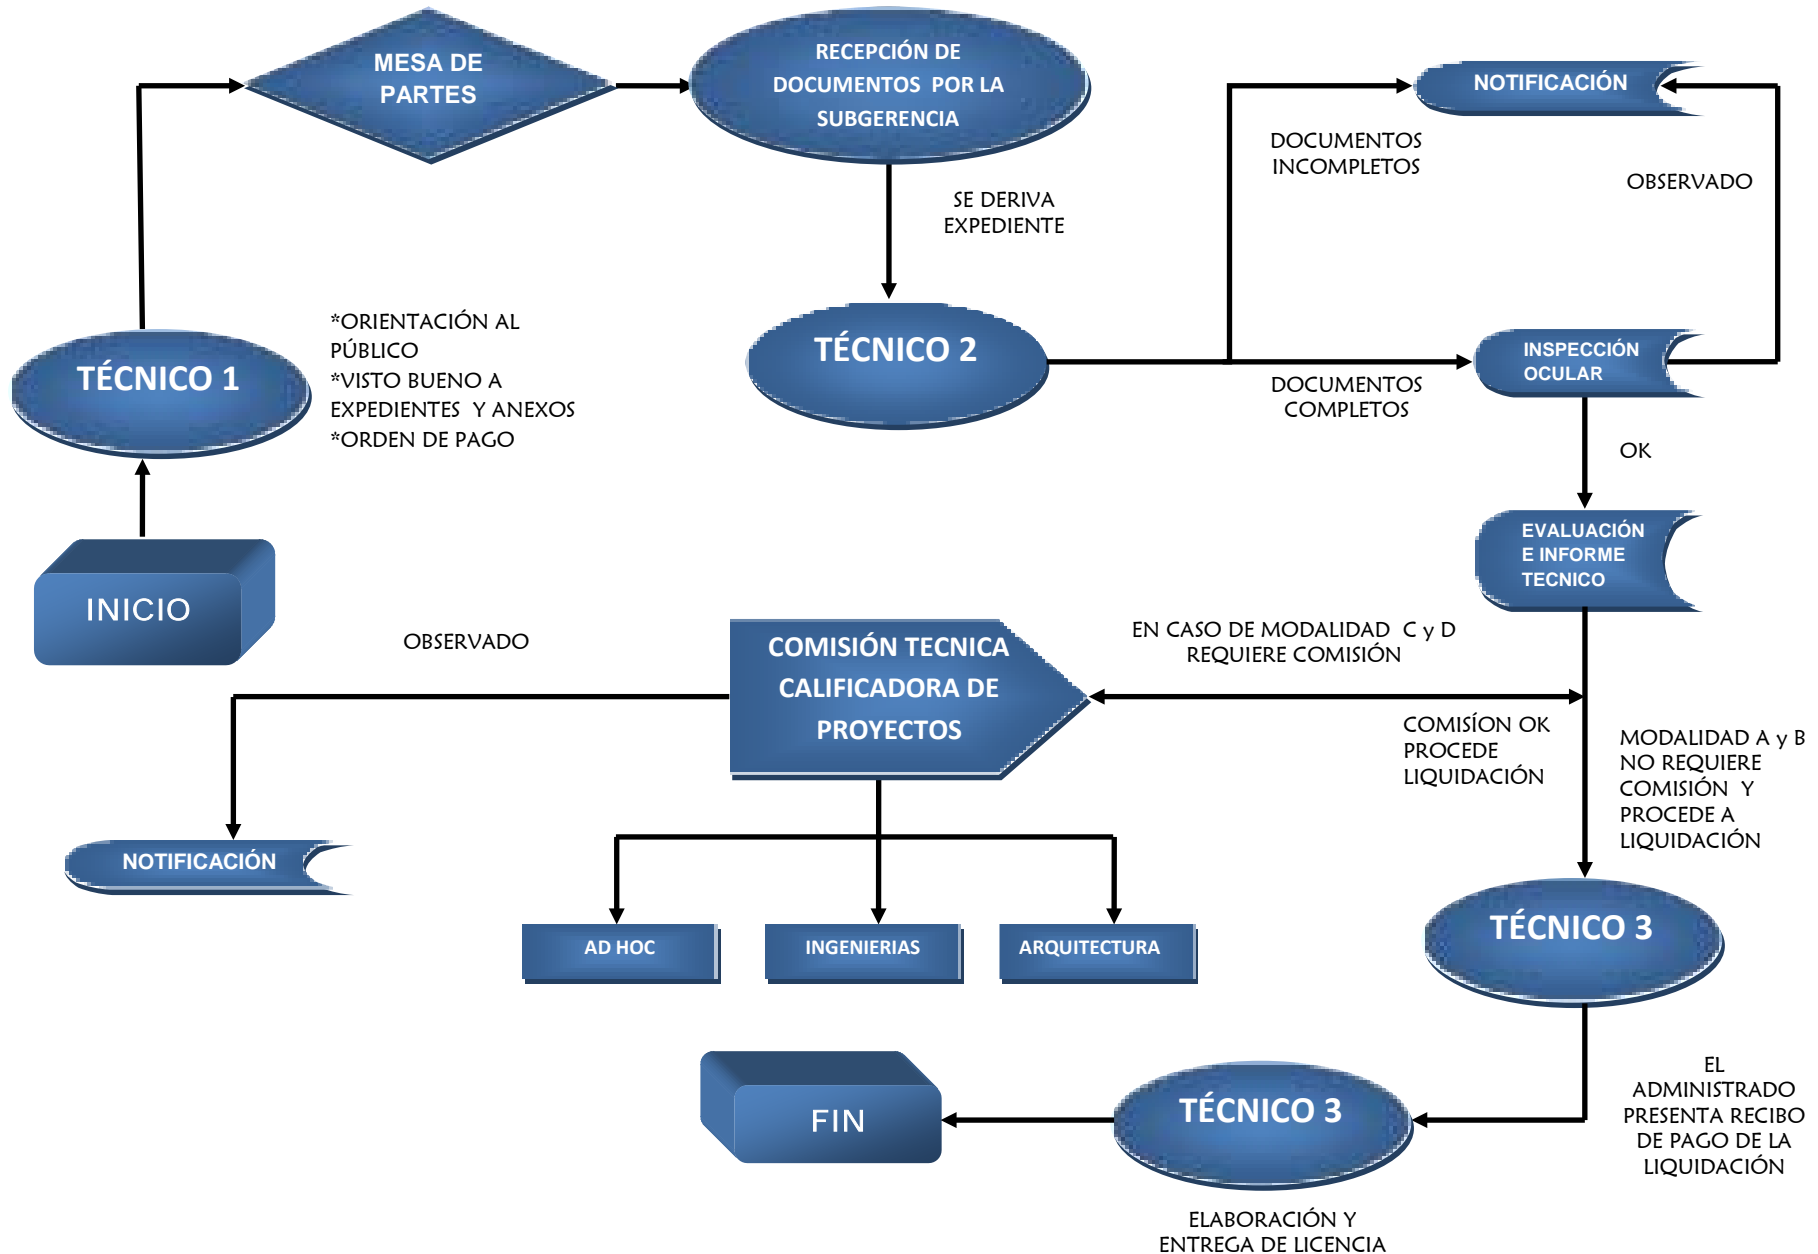 MESA DE
PARTES
RECEPCIÓN DE
DOCUMENTOS POR LA
SUBGERENCIA
NOTIFICACIÓN
DOCUMENTOS
INCOMPLETOS
OBSERVADO
SE DERIVA
EXPEDIENTE
*ORIENTACIÓN AL
PÚBLICO
*VISTO BUENO A
EXPEDIENTES Y ANEXOS
*ORDEN DE PAGO
TÉCNICO 1
TÉCNICO 2
INSPECCIÓN
OCULAR
DOCUMENTOS
COMPLETOS
OK
EVALUACIÓN
E INFORME
TECNICO
INICIO
OBSERVADO
COMISIÓN TECNICA
CALIFICADORA DE
PROYECTOS
EN CASO DE MODALIDAD C y D
REQUIERE COMISIÓN
COMISÍON OK
PROCEDE
LIQUIDACIÓN
MODALIDAD A y B
NO REQUIERE
COMISIÓN Y
PROCEDE A
LIQUIDACIÓN
NOTIFICACIÓN
AD HOC
INGENIERIAS
ARQUITECTURA
TÉCNICO 3
EL
ADMINISTRADO
PRESENTA RECIBO
DE PAGO DE LA
LIQUIDACIÓN
TÉCNICO 3
FIN
ELABORACIÓN Y
ENTREGA DE LICENCIA